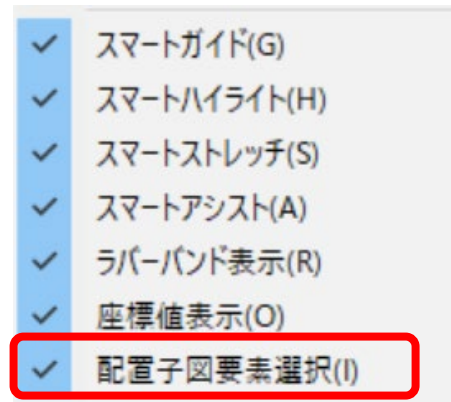 スマートガイド(G)
スマートハイライト(H)
スマートストレッチ(S)
スマートアシスト(A)
ラバーバンド表示(R)
座標値表示(O)
配置子図要素選択(I)